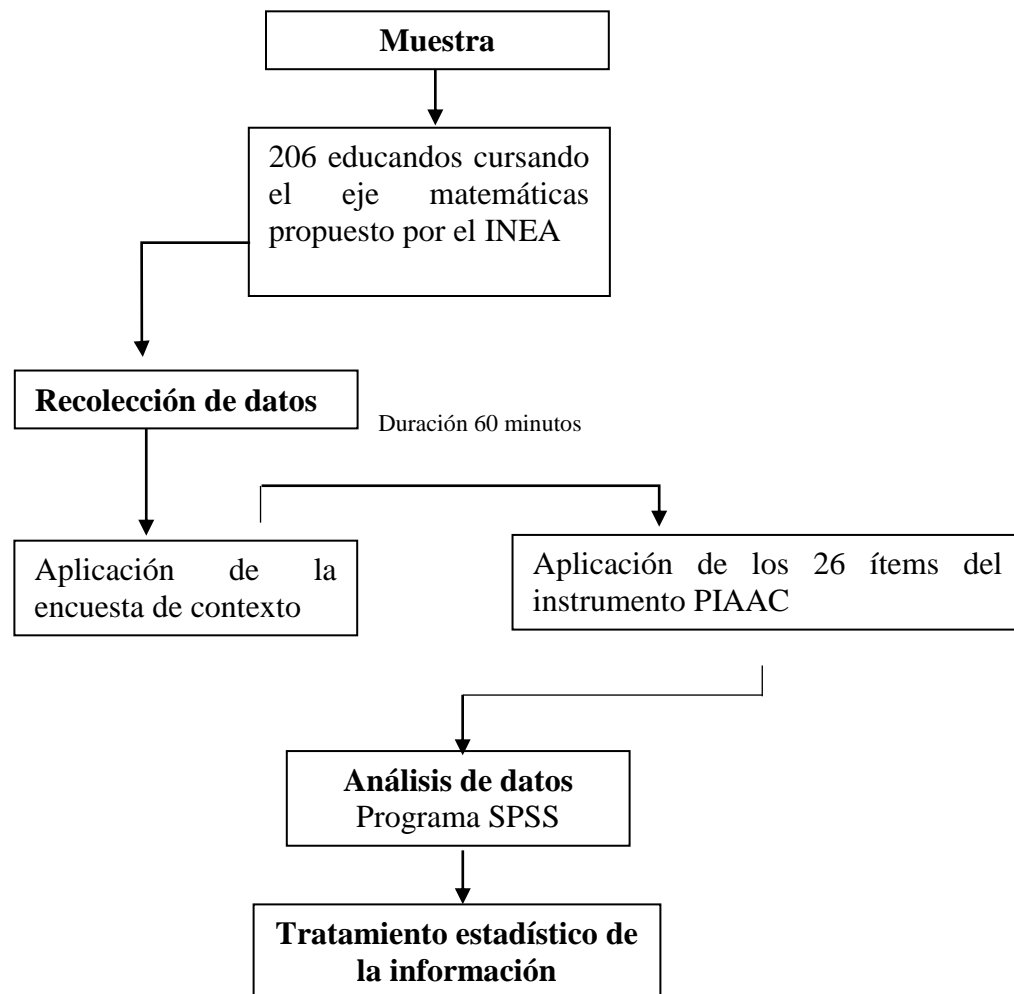 Muestra
206 educandos cursando
el eje matemáticas
propuesto por el INEA
Recolección de datos
Duración 60 minutos
Aplicación de la
encuesta de contexto
Aplicación de los 26 ítems del
instrumento PIAAC
Análisis de datos
Programa SPSS
Tratamiento estadístico de
la información